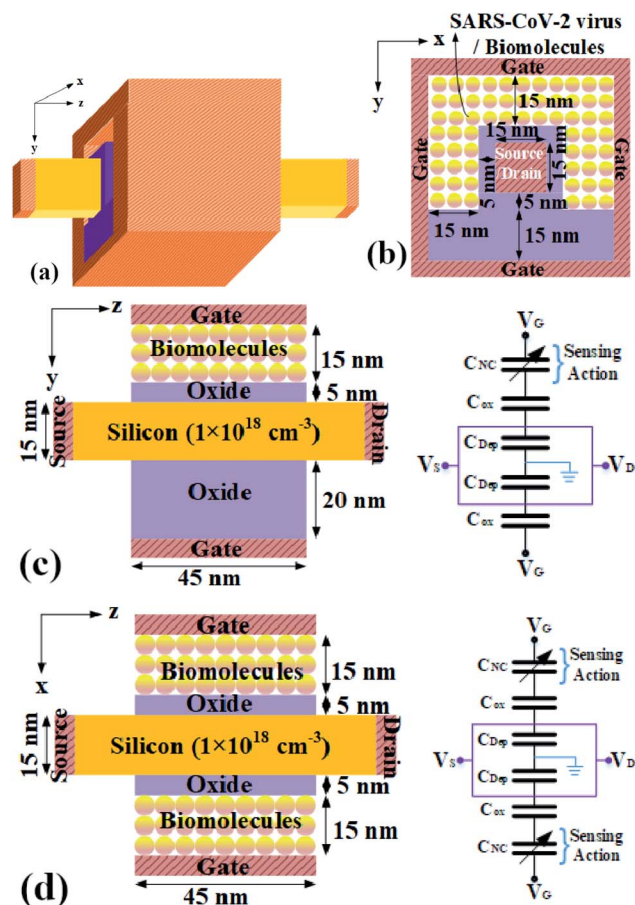 x
z
y
(a)
SARS-CoV-2 virus
/ Biomolecules
x
y
Gate
15 nm
15 nm
Gate
Source
/Drain
15 nm
5 nm
5 nm
Gate
15 nm
15 nm
Gate
(b)
z
y
Gate
Biomolecules
15 nm
Oxide
5 nm
15 nm
Source
Silicon (1×10¹⁸ cm⁻³)
Drain
Oxide
20 nm
Gate
45 nm
(c)
V_G
C_NC
Sensing
Action
C_ox
C_Dep
V_S
V_D
C_Dep
C_ox
V_G
z
x
Gate
Biomolecules
15 nm
Oxide
5 nm
15 nm
Source
Silicon (1×10¹⁸ cm⁻³)
Drain
Oxide
5 nm
Biomolecules
15 nm
Gate
45 nm
(d)
V_G
C_NC
Sensing
Action
C_ox
C_Dep
V_S
V_D
C_Dep
C_ox
C_NC
Sensing
Action
V_G